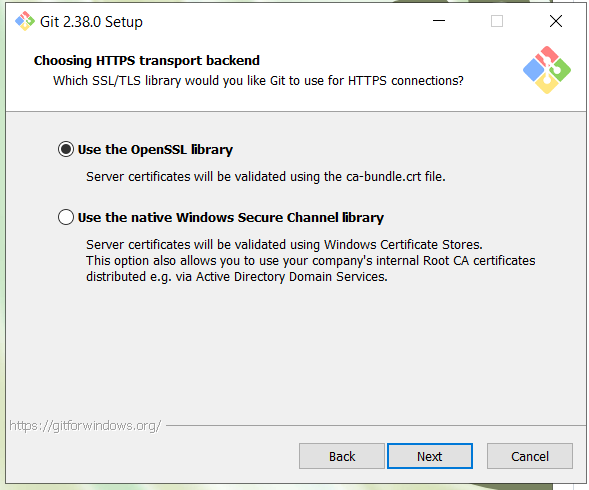 Git 2.38.0 Setup
Choosing HTTPS transport backend
Which SSL/TLS library would you like Git to use for HTTPS connections?
Use the OpenSSL library
Server certificates will be validated using the ca-bundle.crt file.
Use the native Windows Secure Channel library
Server certificates will be validated using Windows Certificate Stores.
This option also allows you to use your company's internal Root CA certificates
distributed e.g. via Active Directory Domain Services.
https://gitforwindows.org/
Back Next Cancel